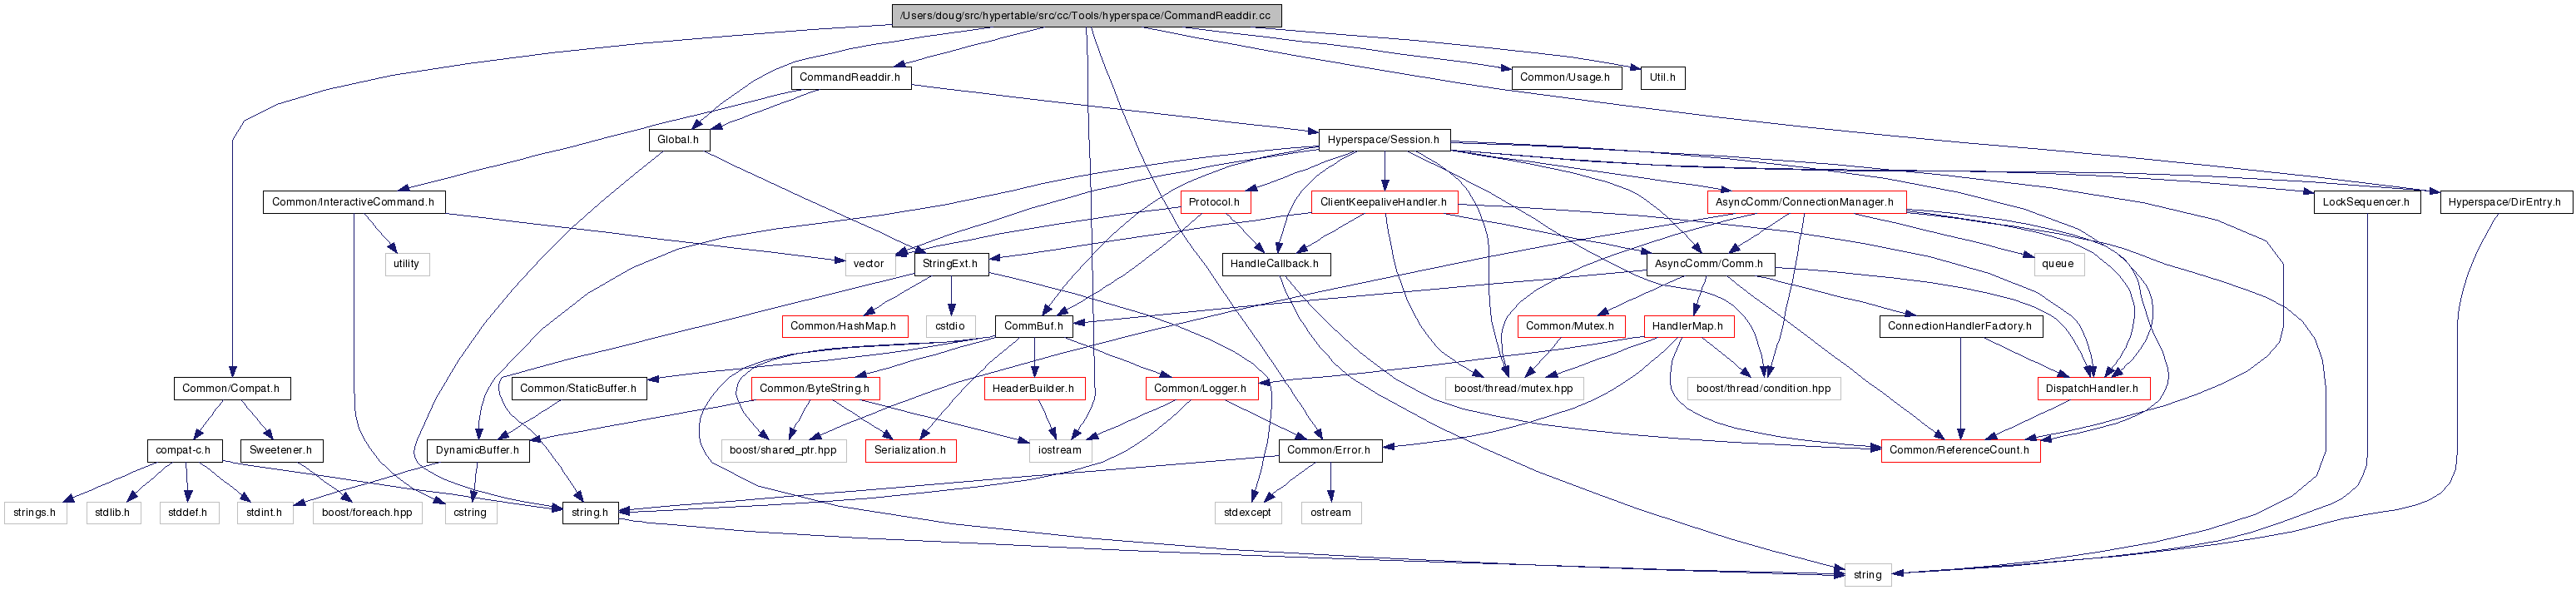 /Users/doug/src/hypertable/src/cc/Tools/hyperspace/CommandReaddir.cc
CommandReaddir.h
Common/Usage.h
Util.h
Global.h
Hyperspace/Session.h
Common/InteractiveCommand.h
Protocol.h
ClientKeepaliveHandler.h
AsyncComm/ConnectionManager.h
LockSequencer.h
Hyperspace/DirEntry.h
utility
vector
StringExt.h
HandleCallback.h
AsyncComm/Comm.h
queue
Common/HashMap.h
cstdio
CommBuf.h
Common/Mutex.h
HandlerMap.h
ConnectionHandlerFactory.h
Common/Compat.h
Common/StaticBuffer.h
Common/ByteString.h
HeaderBuilder.h
Common/Logger.h
boost/thread/mutex.hpp
boost/thread/condition.hpp
DispatchHandler.h
compat-c.h
Sweetener.h
DynamicBuffer.h
boost/shared_ptr.hpp
Serialization.h
iostream
Common/Error.h
Common/ReferenceCount.h
strings.h
stdlib.h
stddef.h
stdint.h
boost/foreach.hpp
cstring
string.h
stdexcept
ostream
string